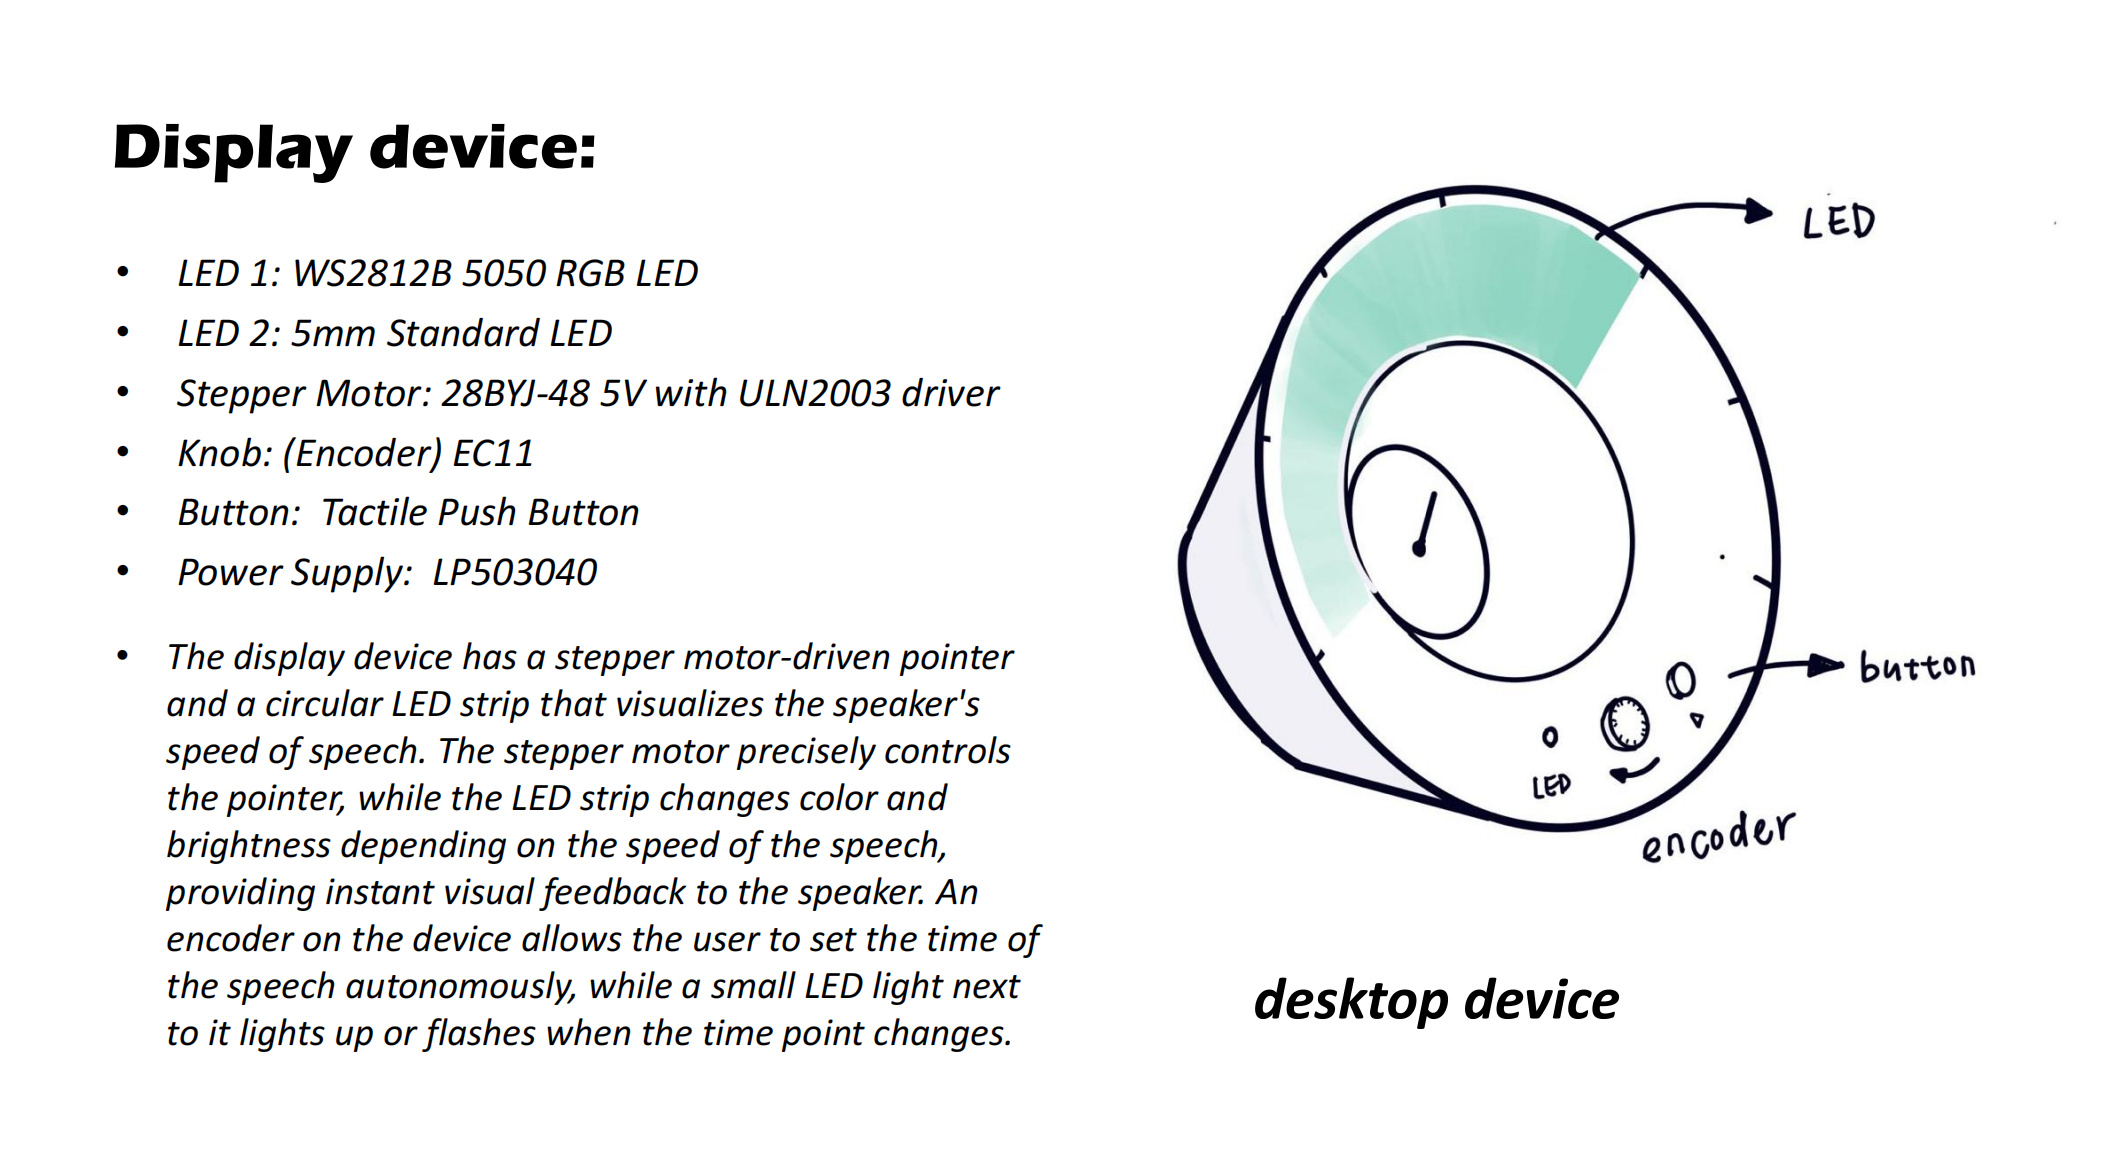 Display device:
• LED 1: WS2812B 5050 RGB LED
• LED 2: 5mm Standard LED
• Stepper Motor: 28BYJ-48 5V with ULN2003 driver
• Knob: (Encoder) EC11
• Button:  Tactile Push Button
• Power Supply:  LP503040
• The display device has a stepper motor-driven pointer
and a circular LED strip that visualizes the speaker's
speed of speech. The stepper motor precisely controls
the pointer, while the LED strip changes color and
brightness depending on the speed of the speech,
providing instant visual feedback to the speaker. An
encoder on the device allows the user to set the time of
the speech autonomously, while a small LED light next
to it lights up or flashes when the time point changes.
LED
button
LED
encoder
desktop device